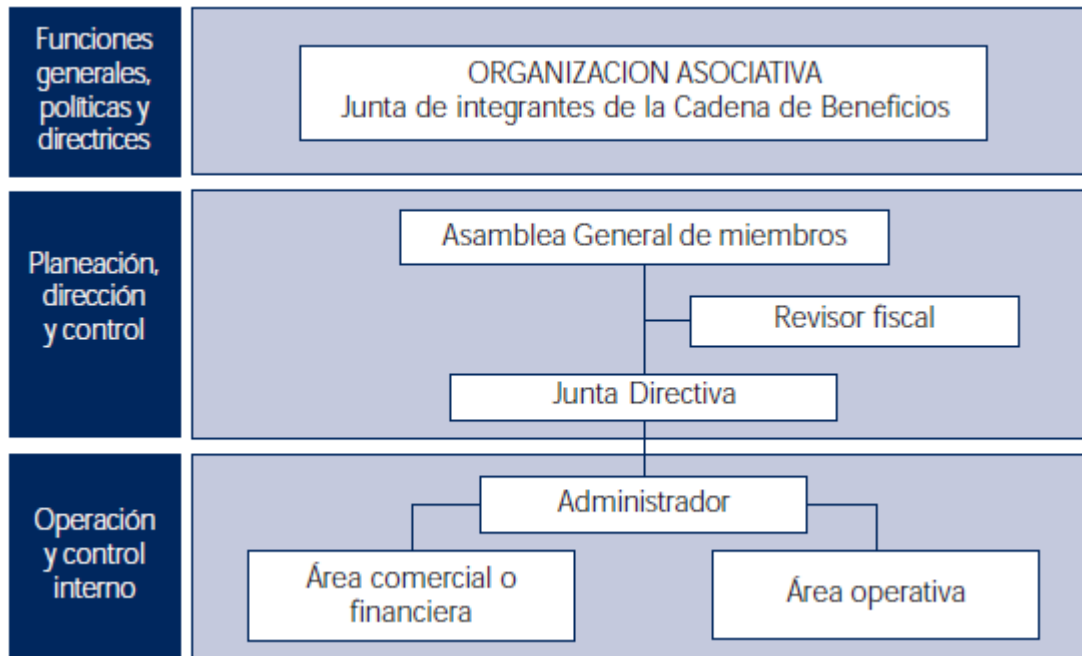 Funciones
generales,
políticas y
directrices
ORGANIZACION ASOCIATIVA
Junta de integrantes de la Cadena de Beneficios
Planeación,
dirección
y control
Asamblea General de miembros
Revisor fiscal
Junta Directiva
Operación
y control
interno
Administrador
Área comercial o
financiera
Área operativa